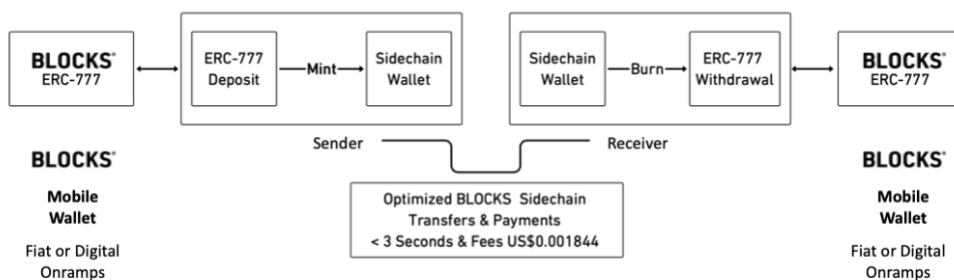 BLOCKS®
ERC-777
ERC-777
Deposit
Mint
Sidechain
Wallet
Sidechain
Wallet
Burn
ERC-777
Withdrawal
BLOCKS®
ERC-777
Sender
Receiver
BLOCKS®
Mobile
Wallet
Fiat or Digital
Onramps
Optimized BLOCKS Sidechain
Transfers & Payments
< 3 Seconds & Fees US$0.001844
BLOCKS®
Mobile
Wallet
Fiat or Digital
Onramps